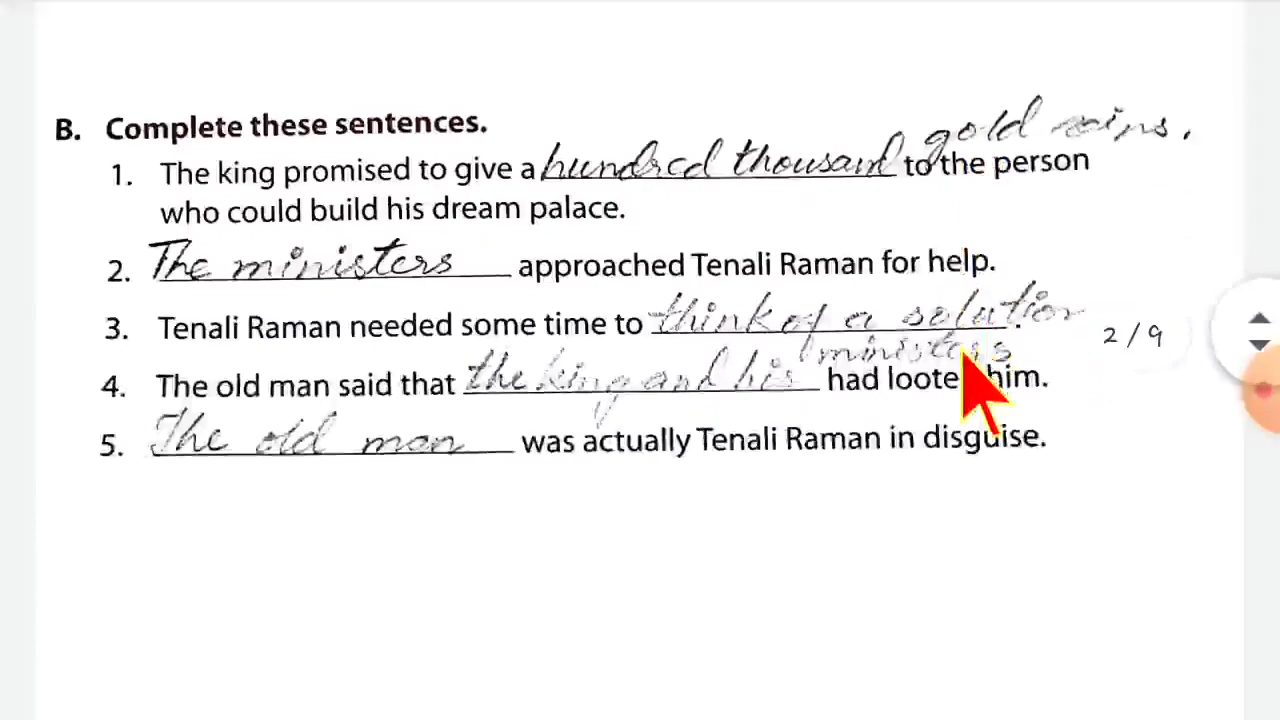 B. Complete these sentences.
gold coins.
1. The king promised to give a hundred thousand to the person
who could build his dream palace.
2. The ministers approached Tenali Raman for help.
3. Tenali Raman needed some time to think of a solution.
ministers
4. The old man said that the king and his had looted him.
5. The old man was actually Tenali Raman in disguise.
2 / 9